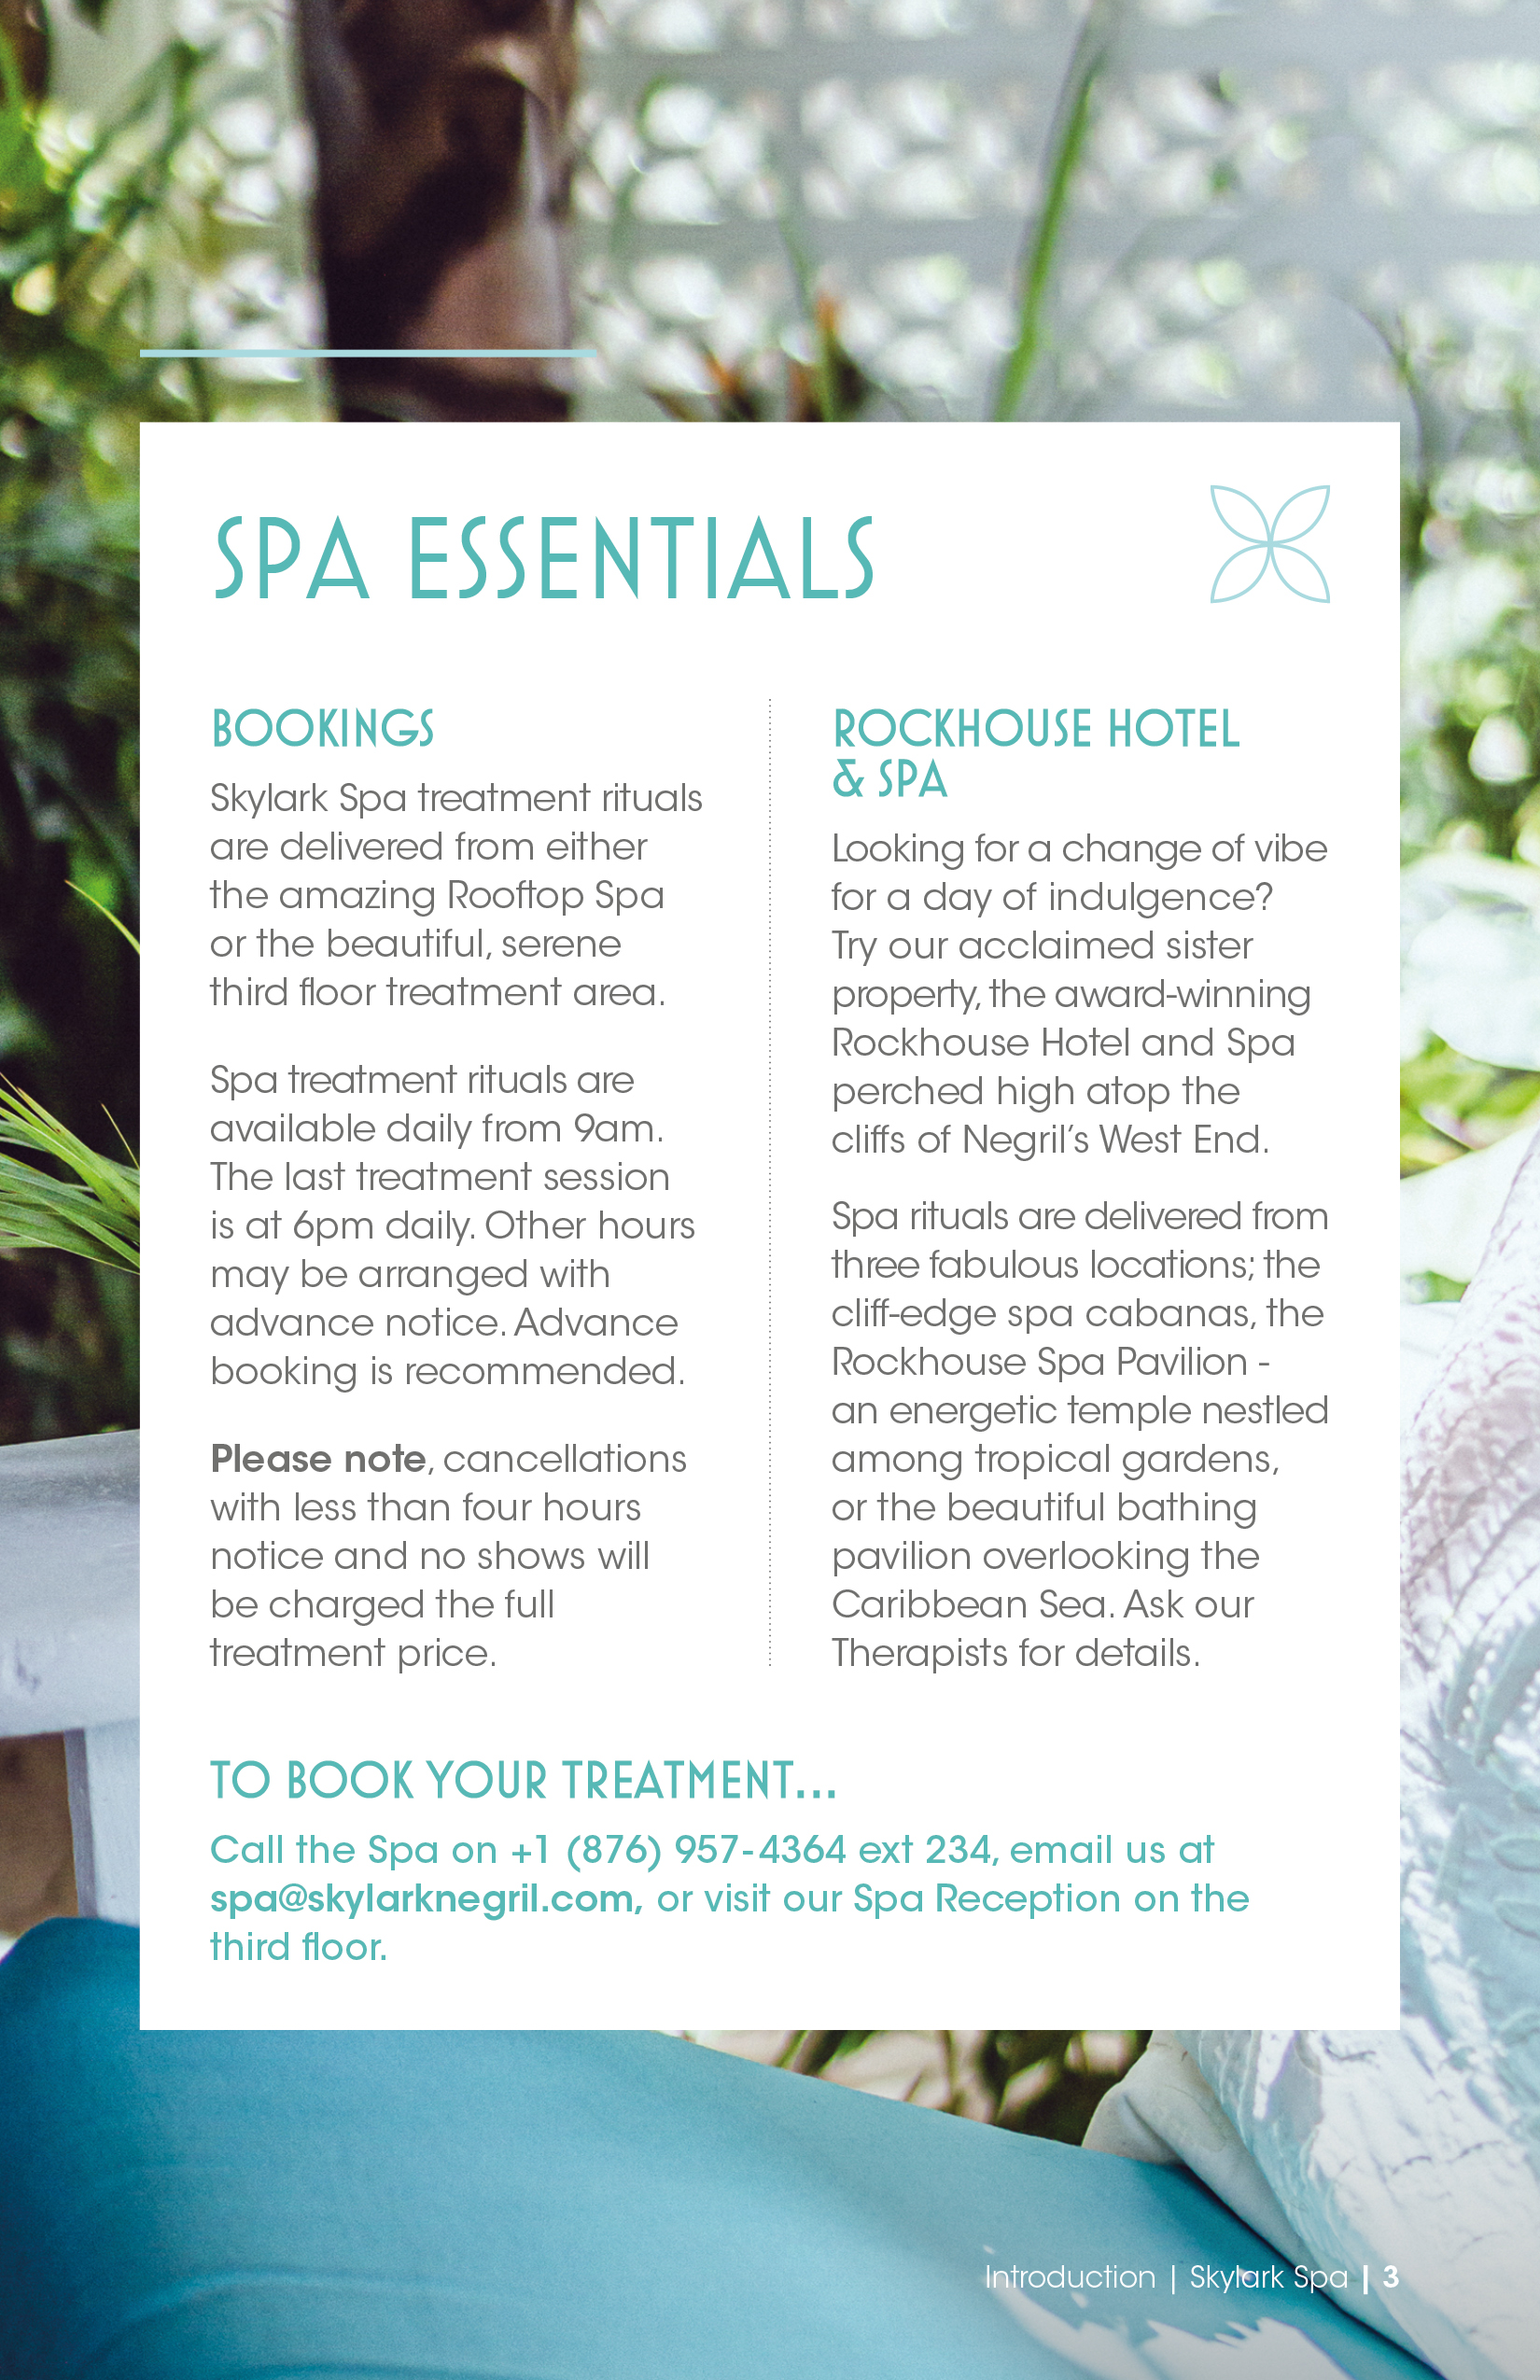 SPA ESSENTIALS
BOOKINGS
Skylark Spa treatment rituals
are delivered from either
the amazing Rooftop Spa
or the beautiful, serene
third floor treatment area.
Spa treatment rituals are
available daily from 9am.
The last treatment session
is at 6pm daily. Other hours
may be arranged with
advance notice. Advance
booking is recommended.
Please note, cancellations
with less than four hours
notice and no shows will
be charged the full
treatment price.
ROCKHOUSE HOTEL
& SPA
Looking for a change of vibe
for a day of indulgence?
Try our acclaimed sister
property, the award-winning
Rockhouse Hotel and Spa
perched high atop the
cliffs of Negril's West End.
Spa rituals are delivered from
three fabulous locations; the
cliff-edge spa cabanas, the
Rockhouse Spa Pavilion -
an energetic temple nestled
among tropical gardens,
or the beautiful bathing
pavilion overlooking the
Caribbean Sea. Ask our
Therapists for details.
TO BOOK YOUR TREATMENT...
Call the Spa on +1 (876) 957-4364 ext 234, email us at
spa@skylarknegril.com, or visit our Spa Reception on the
third floor.
Introduction | Skylark Spa | 3